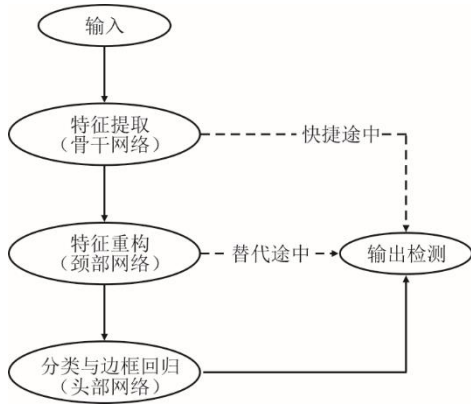 输入
特征提取
（骨干网络）
快捷途中
特征重构
（颈部网络）
替代途中
输出检测
分类与边框回归
（头部网络）